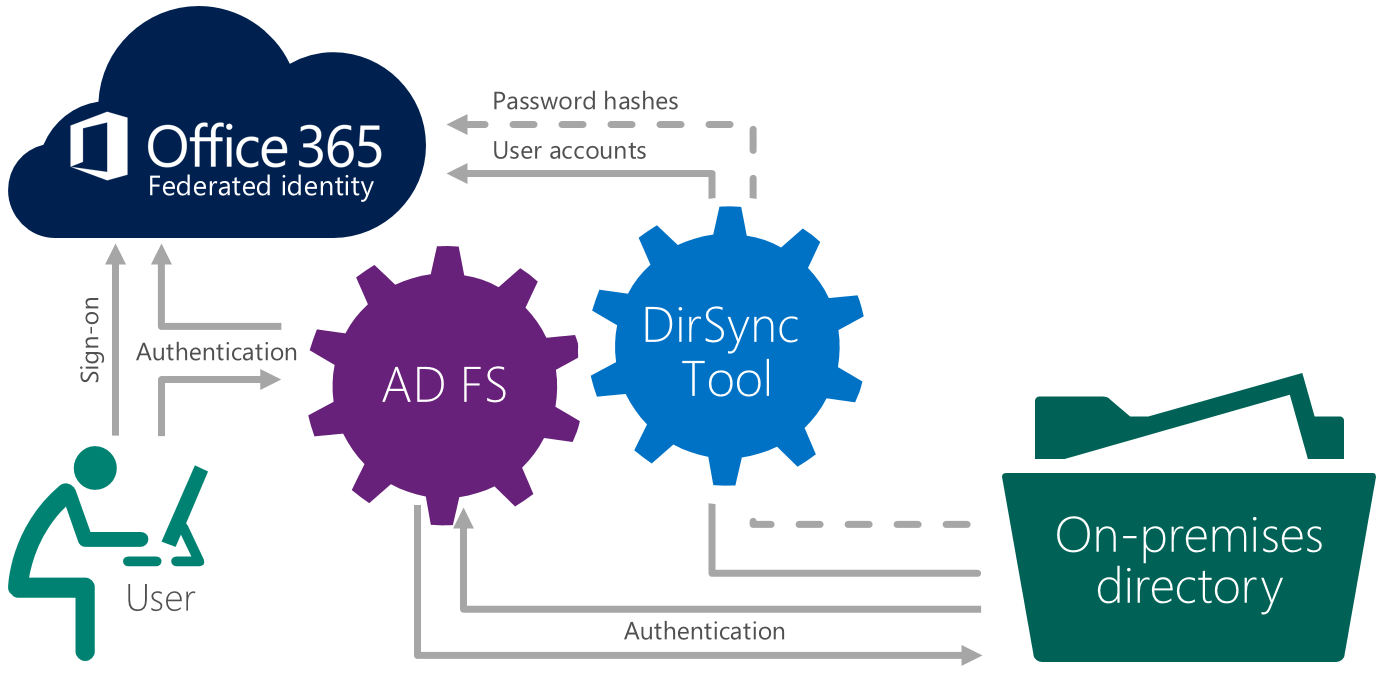 Office 365
Federated identity
Password hashes
User accounts
Sign-on
Authentication
AD FS
DirSync
Tool
User
On-premises
directory
Authentication